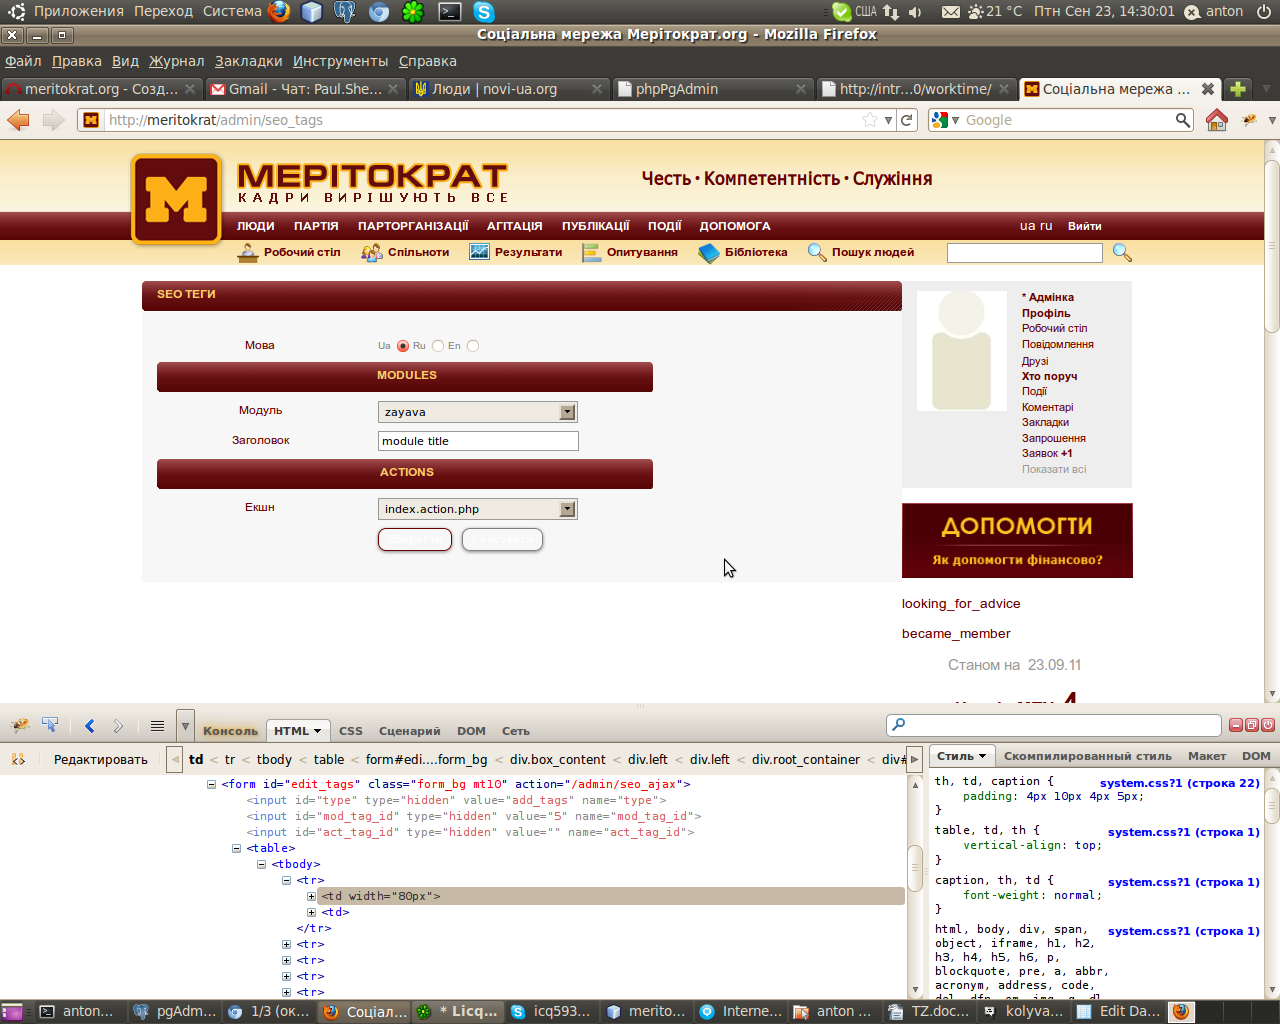 Приложения Переход Система США 21 °C Птн Сен 23, 14:30:01 anton
Соціальна мережа Мерітократ.org - Mozilla Firefox
Файл Правка Вид Журнал Закладки Инструменты Справка
meritokrat.org - Созд... Gmail - Чат: Paul.She... Люди | novi-ua.org phpPgAdmin http://intr...0/worktime/ Соціальна мережа ...
http://meritokrat/admin/seo_tags Google
МЕРІТОКРАТ
КАДРИ ВИРІШУЮТЬ ВСЕ
Честь · Компетентність · Служіння
ЛЮДИ ПАРТІЯ ПАРТОРГАНІЗАЦІЇ АГІТАЦІЯ ПУБЛІКАЦІЇ ПОДІЇ ДОПОМОГА ua ru Вийти
Робочий стіл Спільноти Результати Опитування Бібліотека Пошук людей
SEO ТЕГИ
Мова Ua Ru En
MODULES
Модуль zayava
Заголовок module title
ACTIONS
Екшн index.action.php
* Адмінка
Профіль
Робочий стіл
Повідомлення
Друзі
Хто поруч
Події
Коментарі
Закладки
Запрошення
Заявок +1
Показати всі
ДОПОМОГТИ
Як допомогти фінансово?
looking_for_advice
became_member
Станом на 23.09.11
Консоль HTML CSS Сценарий DOM Сеть
Редактировать td < tr < tbody < table < form#edi....form_bg < div.box_content < div.left < div.left < div.root_container < div#
Стиль Скомпилированный стиль Макет DOM
<form id="edit_tags" class="form_bg mt10" action="/admin/seo_ajax">
<input id="type" type="hidden" value="add_tags" name="type">
<input id="mod_tag_id" type="hidden" value="5" name="mod_tag_id">
<input id="act_tag_id" type="hidden" value="" name="act_tag_id">
<table>
<tbody>
<tr>
<td width="80px">
<td>
</tr>
<tr>
<tr>
<tr>
<tr>
th, td, caption { system.css?1 (строка 22)
padding: 4px 10px 4px 5px;
}
table, td, th { system.css?1 (строка 1)
vertical-align: top;
}
caption, th, td { system.css?1 (строка 1)
font-weight: normal;
}
html, body, div, span, system.css?1 (строка 1)
object, iframe, h1, h2,
h3, h4, h5, h6, p,
blockquote, pre, a, abbr,
acronym, address, code,
del, dfn, em, img, q, dl,
anton... pgAdm... 1/3 (ок... Соціал... * Licq... icq593... merito... Interne... anton ... TZ.doc... kolyva... Edit Da...